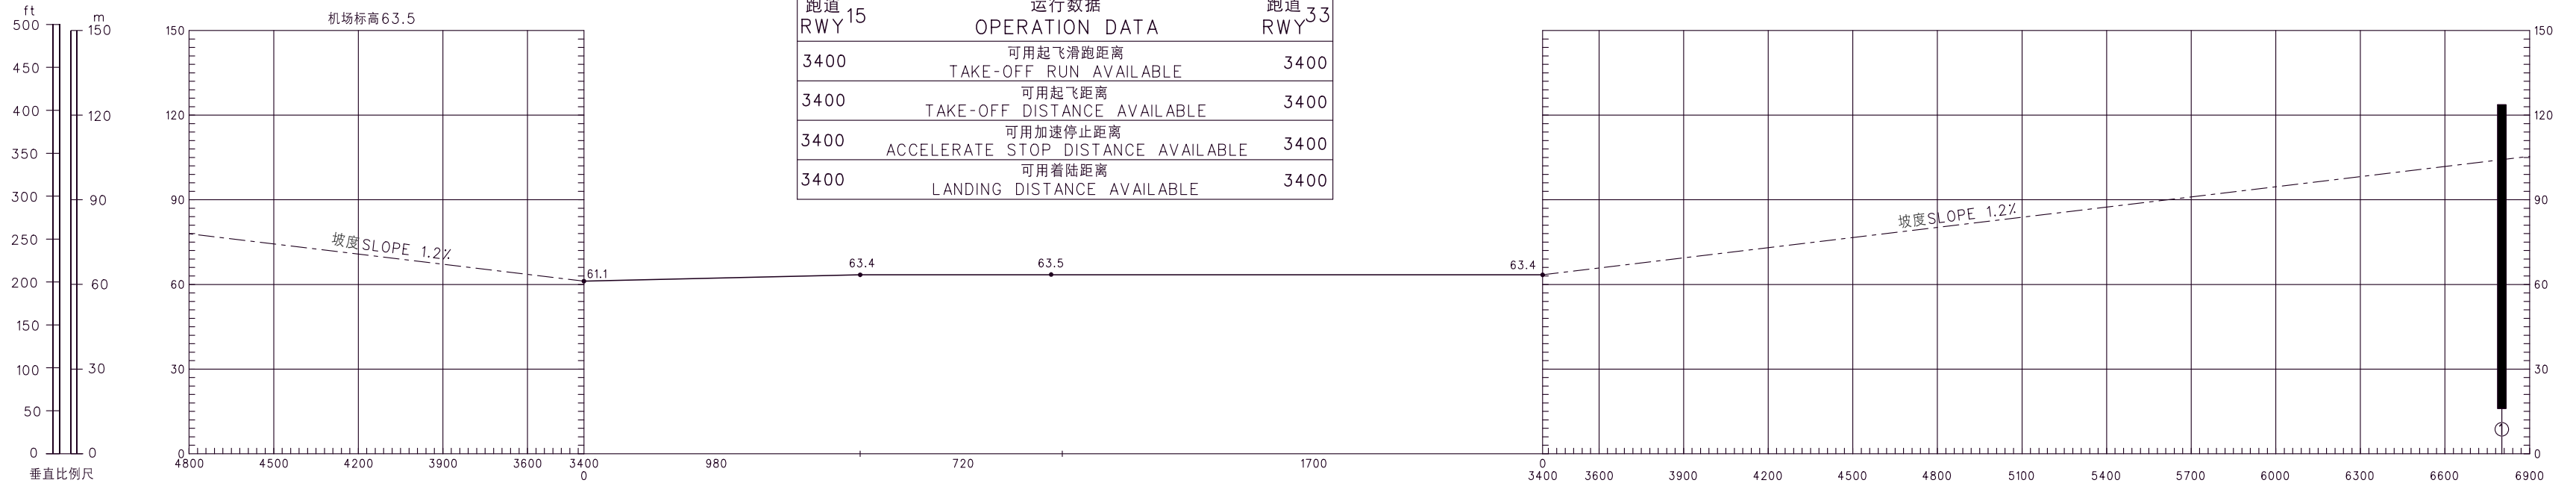 ft
m
500
450
400
350
300
250
200
150
100
50
0
150
120
90
60
30
0
垂直比例尺
机场标高63.5
150
120
90
60
30
0
坡度SLOPE 1.2%
61.1
63.4
63.5
63.4
4800 4500 4200 3900 3600 3400
0
980 720 1700
跑道 运行数据 跑道
RWY 15 OPERATION DATA RWY 33
可用起飞滑跑距离
3400 TAKE-OFF RUN AVAILABLE 3400
可用起飞距离
3400 TAKE-OFF DISTANCE AVAILABLE 3400
可用加速停止距离
3400 ACCELERATE STOP DISTANCE AVAILABLE 3400
可用着陆距离
3400 LANDING DISTANCE AVAILABLE 3400
坡度SLOPE 1.2%
150
120
90
60
30
0
①
0
3400 3600 3900 4200 4500 4800 5100 5400 5700 6000 6300 6600 6900